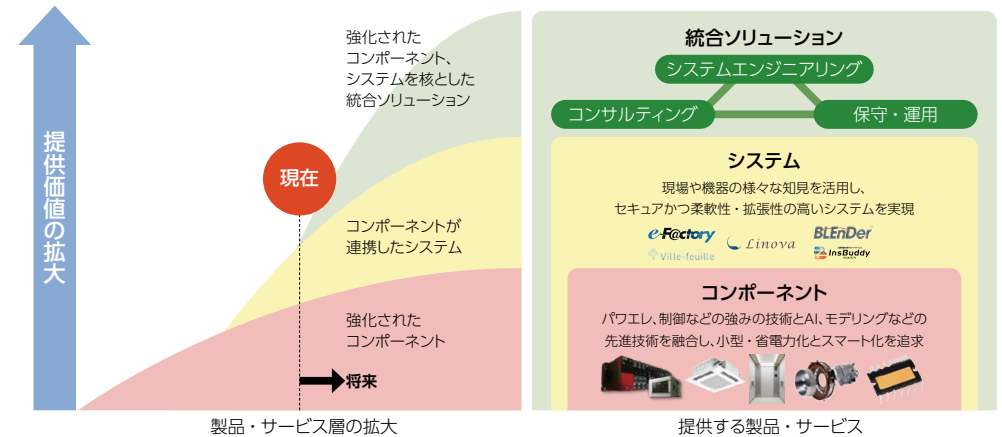 提供価値の拡大
強化された
コンポーネント、
システムを核とした
統合ソリューション
現在
コンポーネントが
連携したシステム
強化された
コンポーネント
将来
製品・サービス層の拡大
統合ソリューション
システムエンジニアリング
コンサルティング
保守・運用
システム
現場や機器の様々な知見を活用し、
セキュアかつ柔軟性・拡張性の高いシステムを実現
e-F@ctory
Linova
BLEnDer
Ville-feuille
InsBuddy
コンポーネント
パワエレ、制御などの強みの技術とAI、モデリングなどの
先進技術を融合し、小型・省電力化とスマート化を追求
提供する製品・サービス